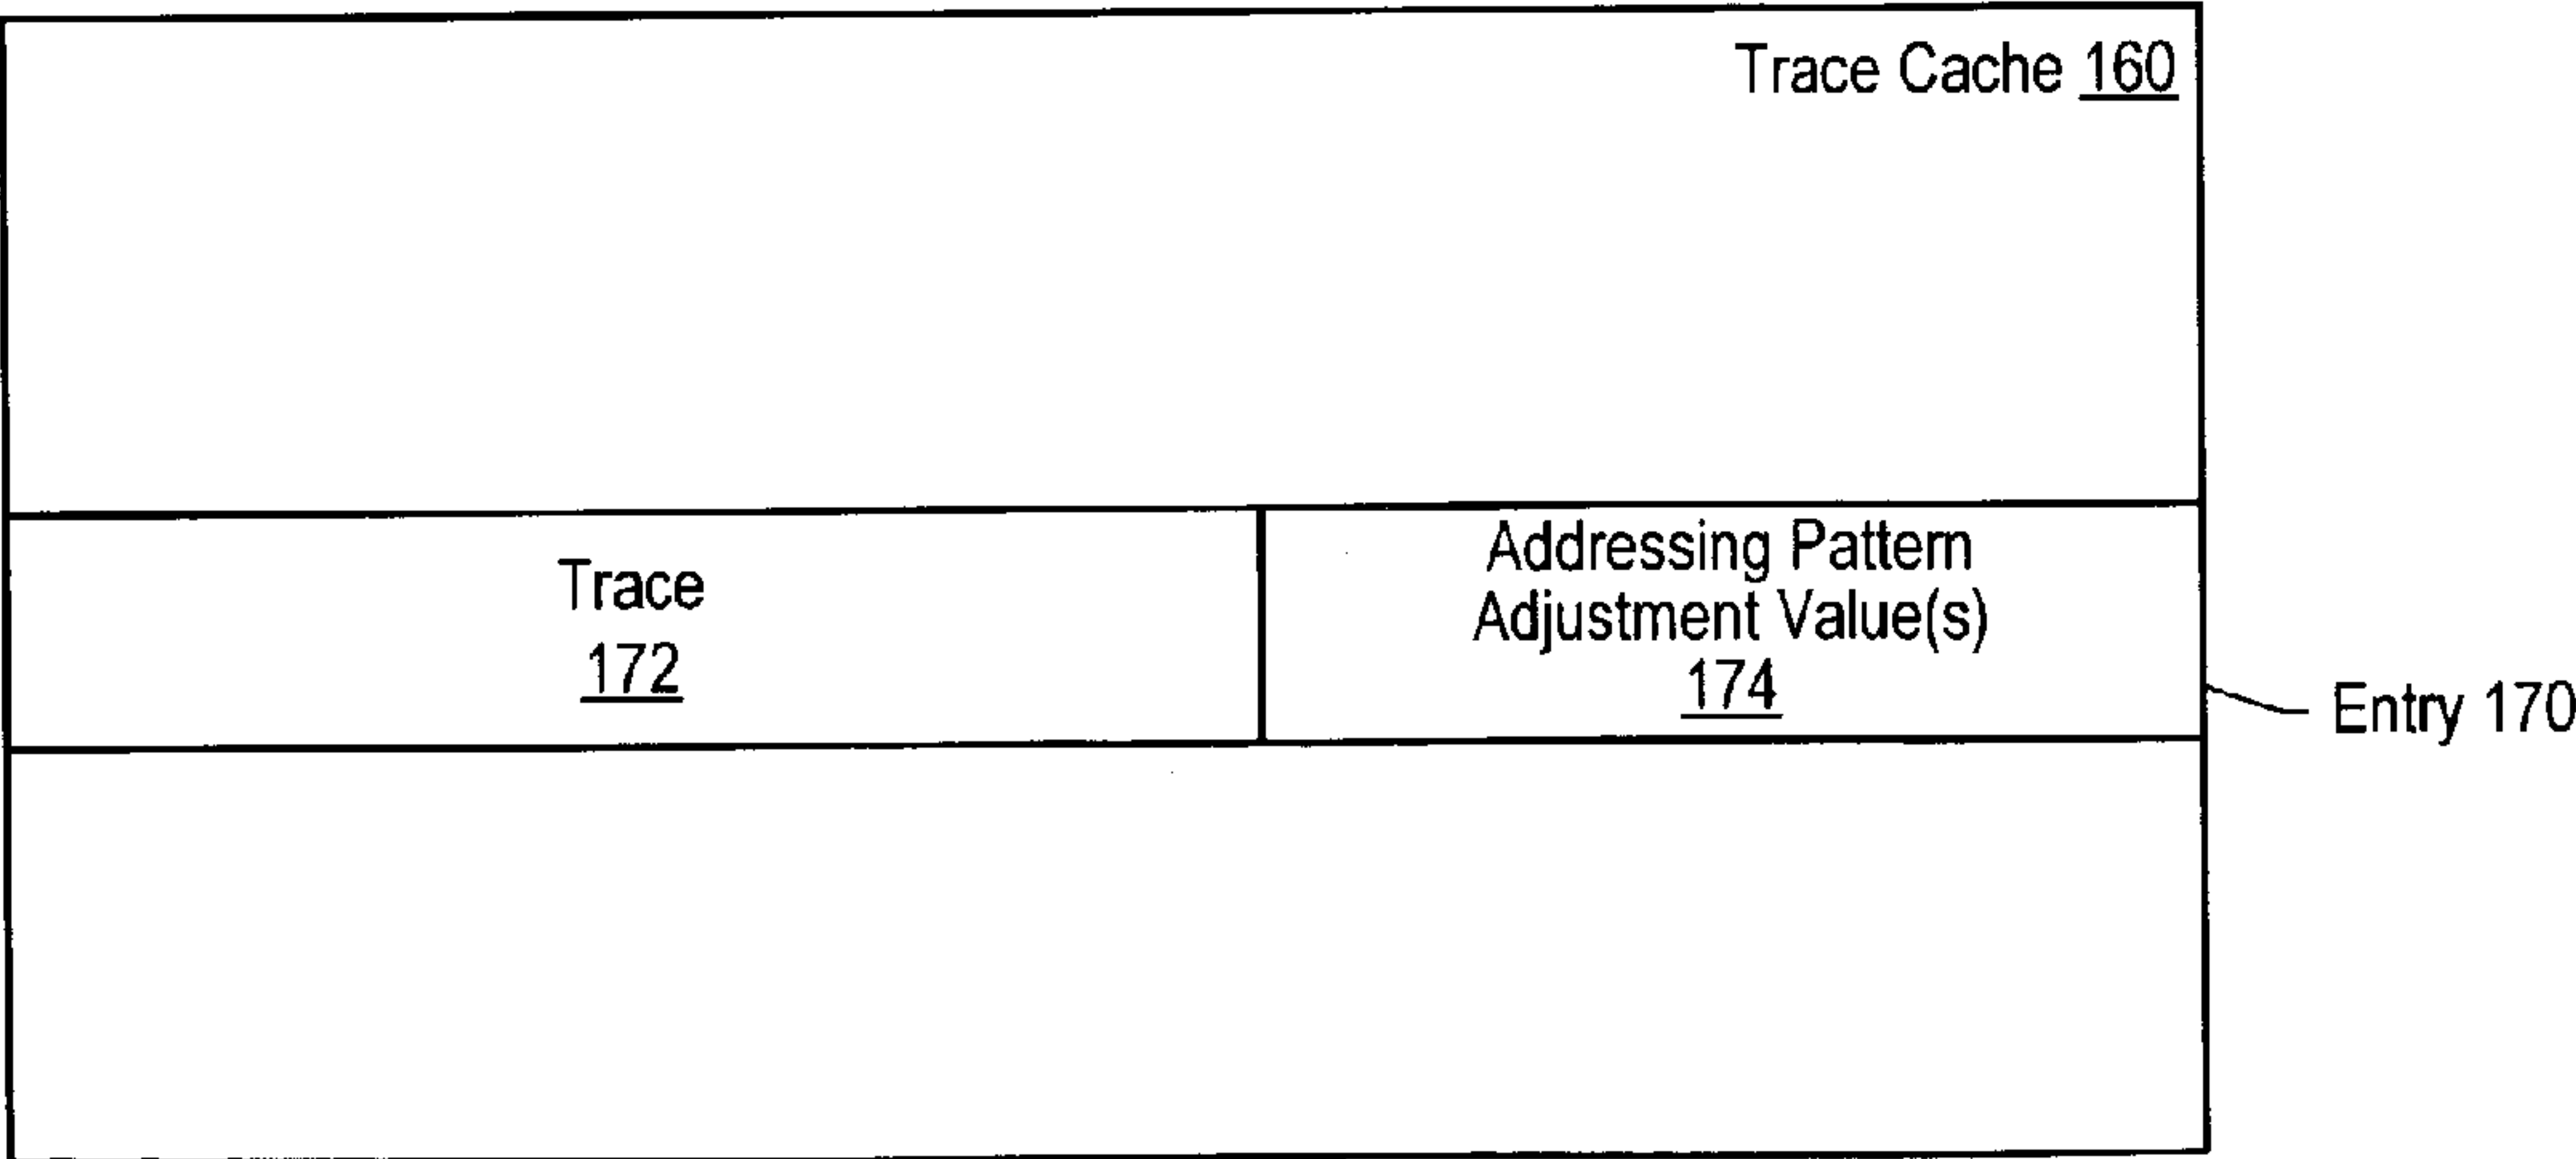 Trace Cache 160
Trace
172
Addressing Pattern
Adjustment Value(s)
174
Entry 170